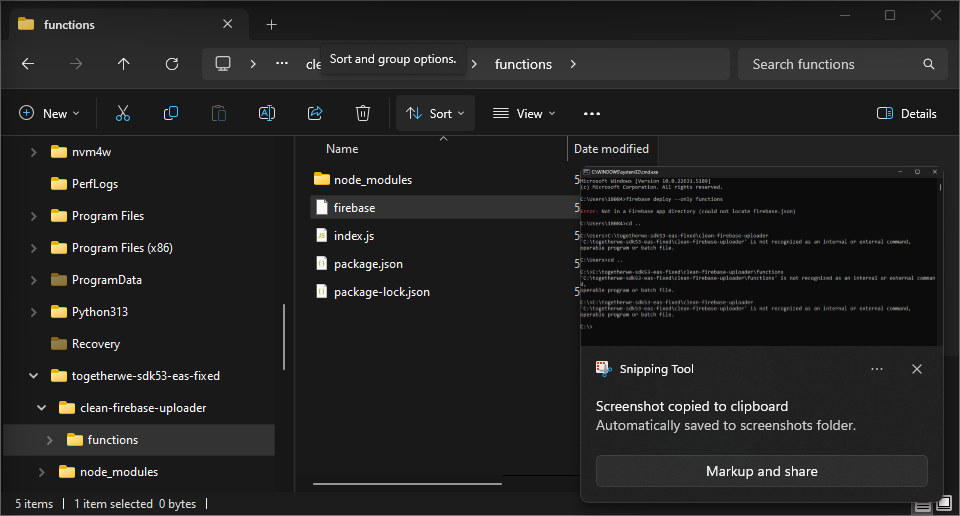 functions
cle
Sort and group options.
functions
Search functions
New
Sort
View
Details
nvm4w
PerfLogs
Program Files
Program Files (x86)
ProgramData
Python313
Recovery
togetherwe-sdk53-eas-fixed
clean-firebase-uploader
functions
node_modules
Name
Date modified
node_modules
5
firebase
5
index.js
5
package.json
5
package-lock.json
5
C:\WINDOWS\system32\cmd.exe
Microsoft Windows [Version 10.0.22631.5189]
(c) Microsoft Corporation. All rights reserved.
C:\Users\18084>firebase deploy --only functions
Error: Not in a Firebase app directory (could not locate firebase.json)
C:\Users\18084>cd ..
C:\Users>C:\togetherwe-sdk53-eas-fixed\clean-firebase-uploader
'C:\togetherwe-sdk53-eas-fixed\clean-firebase-uploader' is not recognized as an internal or external command,
operable program or batch file.
C:\Users>cd ..
C:\>C:\togetherwe-sdk53-eas-fixed\clean-firebase-uploader\functions
'C:\togetherwe-sdk53-eas-fixed\clean-firebase-uploader\functions' is not recognized as an internal or external comman
d,
operable program or batch file.
C:\>C:\togetherwe-sdk53-eas-fixed\clean-firebase-uploader
'C:\togetherwe-sdk53-eas-fixed\clean-firebase-uploader' is not recognized as an internal or external command,
operable program or batch file.
C:\>
Snipping Tool
Screenshot copied to clipboard
Automatically saved to screenshots folder.
Markup and share
5 items
1 item selected 0 bytes